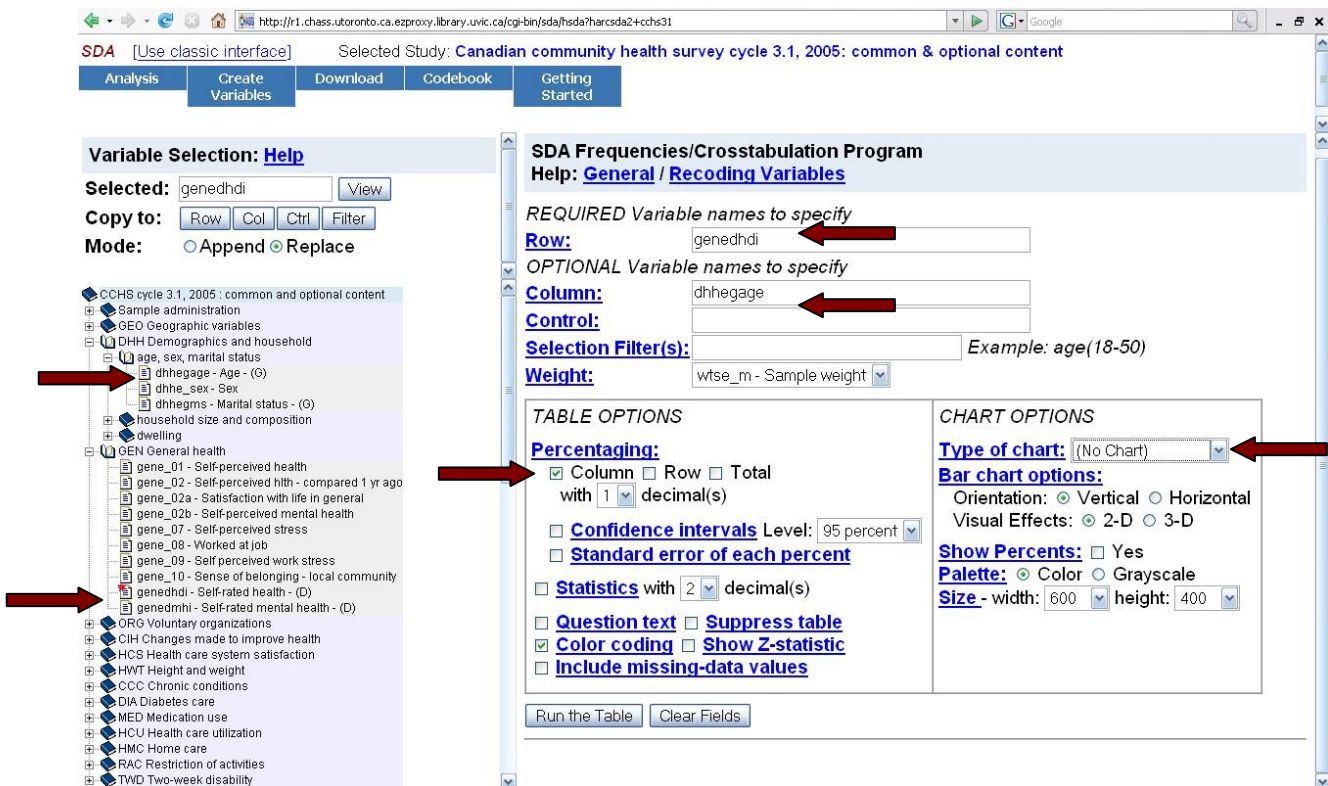 http://r1.chass.utoronto.ca.ezproxy.library.uvic.ca/cgi-bin/sda/hsda?harcsda2+cchs31
G
Google
SDA [Use classic interface] Selected Study: Canadian community health survey cycle 3.1, 2005: common & optional content
Analysis
Create Variables
Download
Codebook
Getting Started
Variable Selection: Help
Selected: genedhdi View
Copy to: Row Col Ctrl Filter
Mode: Append Replace
CCHS cycle 3.1, 2005 : common and optional content
Sample administration
GEO Geographic variables
DHH Demographics and household
age, sex, marital status
dhhegage - Age - (G)
dhhe_sex - Sex
dhhegms - Marital status - (G)
household size and composition
dwelling
GEN General health
gene_01 - Self-perceived health
gene_02 - Self-perceived hlth - compared 1 yr ago
gene_02a - Satisfaction with life in general
gene_02b - Self-perceived mental health
gene_07 - Self-perceived stress
gene_08 - Worked at job
gene_09 - Self perceived work stress
gene_10 - Sense of belonging - local community
genedhdi - Self-rated health - (D)
genedmhi - Self-rated mental health - (D)
ORG Voluntary organizations
CIH Changes made to improve health
HCS Health care system satisfaction
HWT Height and weight
CCC Chronic conditions
DIA Diabetes care
MED Medication use
HCU Health care utilization
HMC Home care
RAC Restriction of activities
TWD Two-week disability
SDA Frequencies/Crosstabulation Program
Help: General / Recoding Variables
REQUIRED Variable names to specify
Row: genedhdi
OPTIONAL Variable names to specify
Column: dhhegage
Control:
Selection Filter(s): Example: age(18-50)
Weight: wtse_m - Sample weight
TABLE OPTIONS
Percentaging:
Column Row Total
with 1 decimal(s)
Confidence intervals Level: 95 percent
Standard error of each percent
Statistics with 2 decimal(s)
Question text Suppress table
Color coding Show Z-statistic
Include missing-data values
CHART OPTIONS
Type of chart: (No Chart)
Bar chart options:
Orientation: Vertical Horizontal
Visual Effects: 2-D 3-D
Show Percents: Yes
Palette: Color Grayscale
Size - width: 600 height: 400
Run the Table Clear Fields